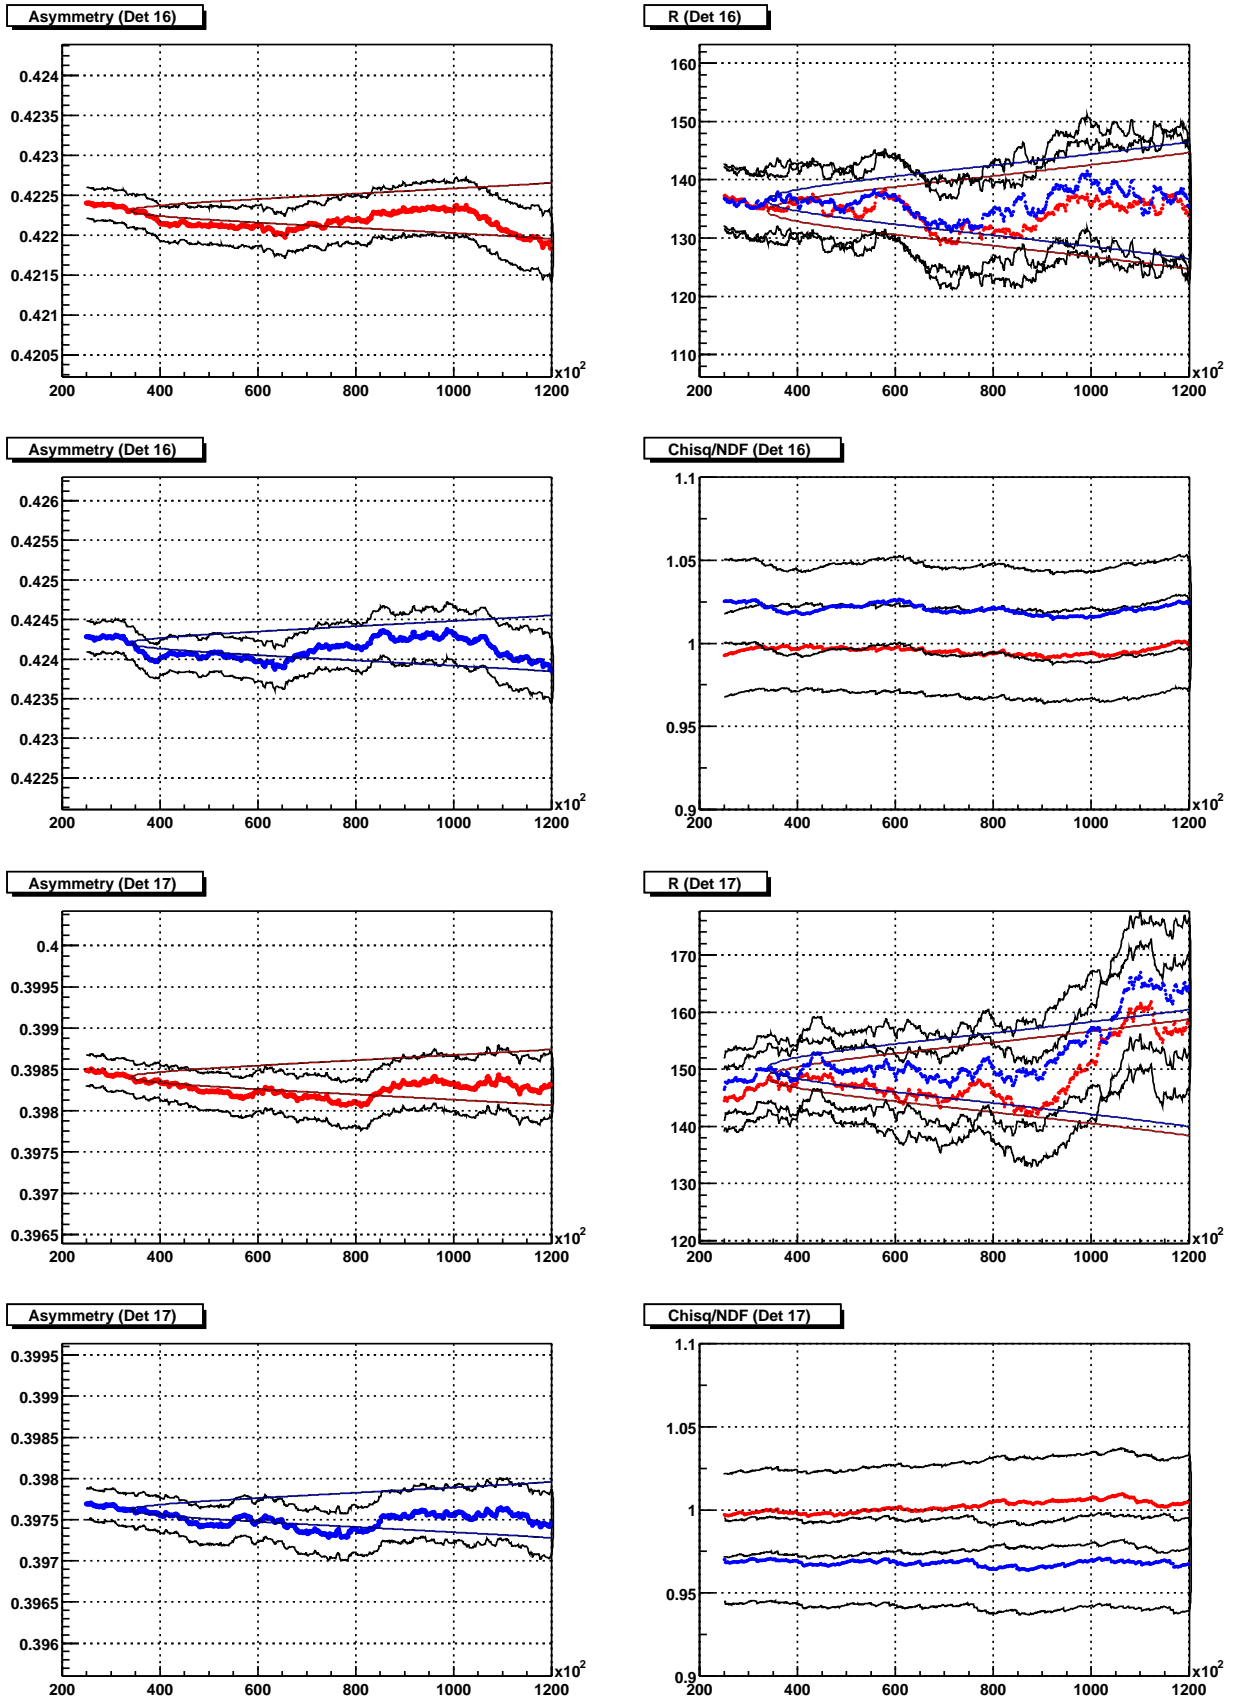 Asymmetry (Det 16)
0.424
0.4235
0.423
0.4225
0.422
0.4215
0.421
0.4205
200 400 600 800 1000 1200
x10²
R (Det 16)
160
150
140
130
120
110
200 400 600 800 1000 1200
x10²
Asymmetry (Det 16)
0.426
0.4255
0.425
0.4245
0.424
0.4235
0.423
0.4225
200 400 600 800 1000 1200
x10²
Chisq/NDF (Det 16)
1.1
1.05
1
0.95
0.9
200 400 600 800 1000 1200
x10²
Asymmetry (Det 17)
0.4
0.3995
0.399
0.3985
0.398
0.3975
0.397
0.3965
200 400 600 800 1000 1200
x10²
R (Det 17)
170
160
150
140
130
120
200 400 600 800 1000 1200
x10²
Asymmetry (Det 17)
0.3995
0.399
0.3985
0.398
0.3975
0.397
0.3965
0.396
200 400 600 800 1000 1200
x10²
Chisq/NDF (Det 17)
1.1
1.05
1
0.95
0.9
200 400 600 800 1000 1200
x10²